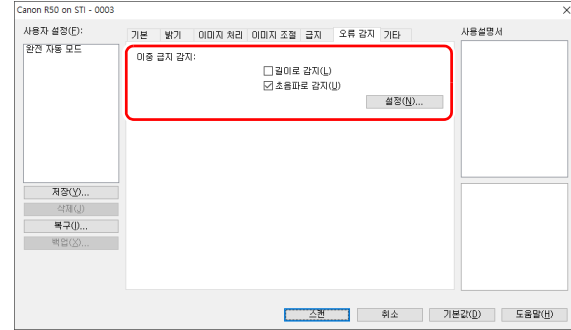 Canon R50 on STI - 0003
사용자 설정(F):
완전 자동 모드
저장(Y)...
삭제(J)
복구(I)...
백업(X)...
기본 밝기 이미지 처리 이미지 조절 급지 오류 감지 기타
이중 급지 감지:
길이로 감지(L)
초음파로 감지(U)
설정(N)...
사용설명서
스캔 취소 기본값(D) 도움말(H)